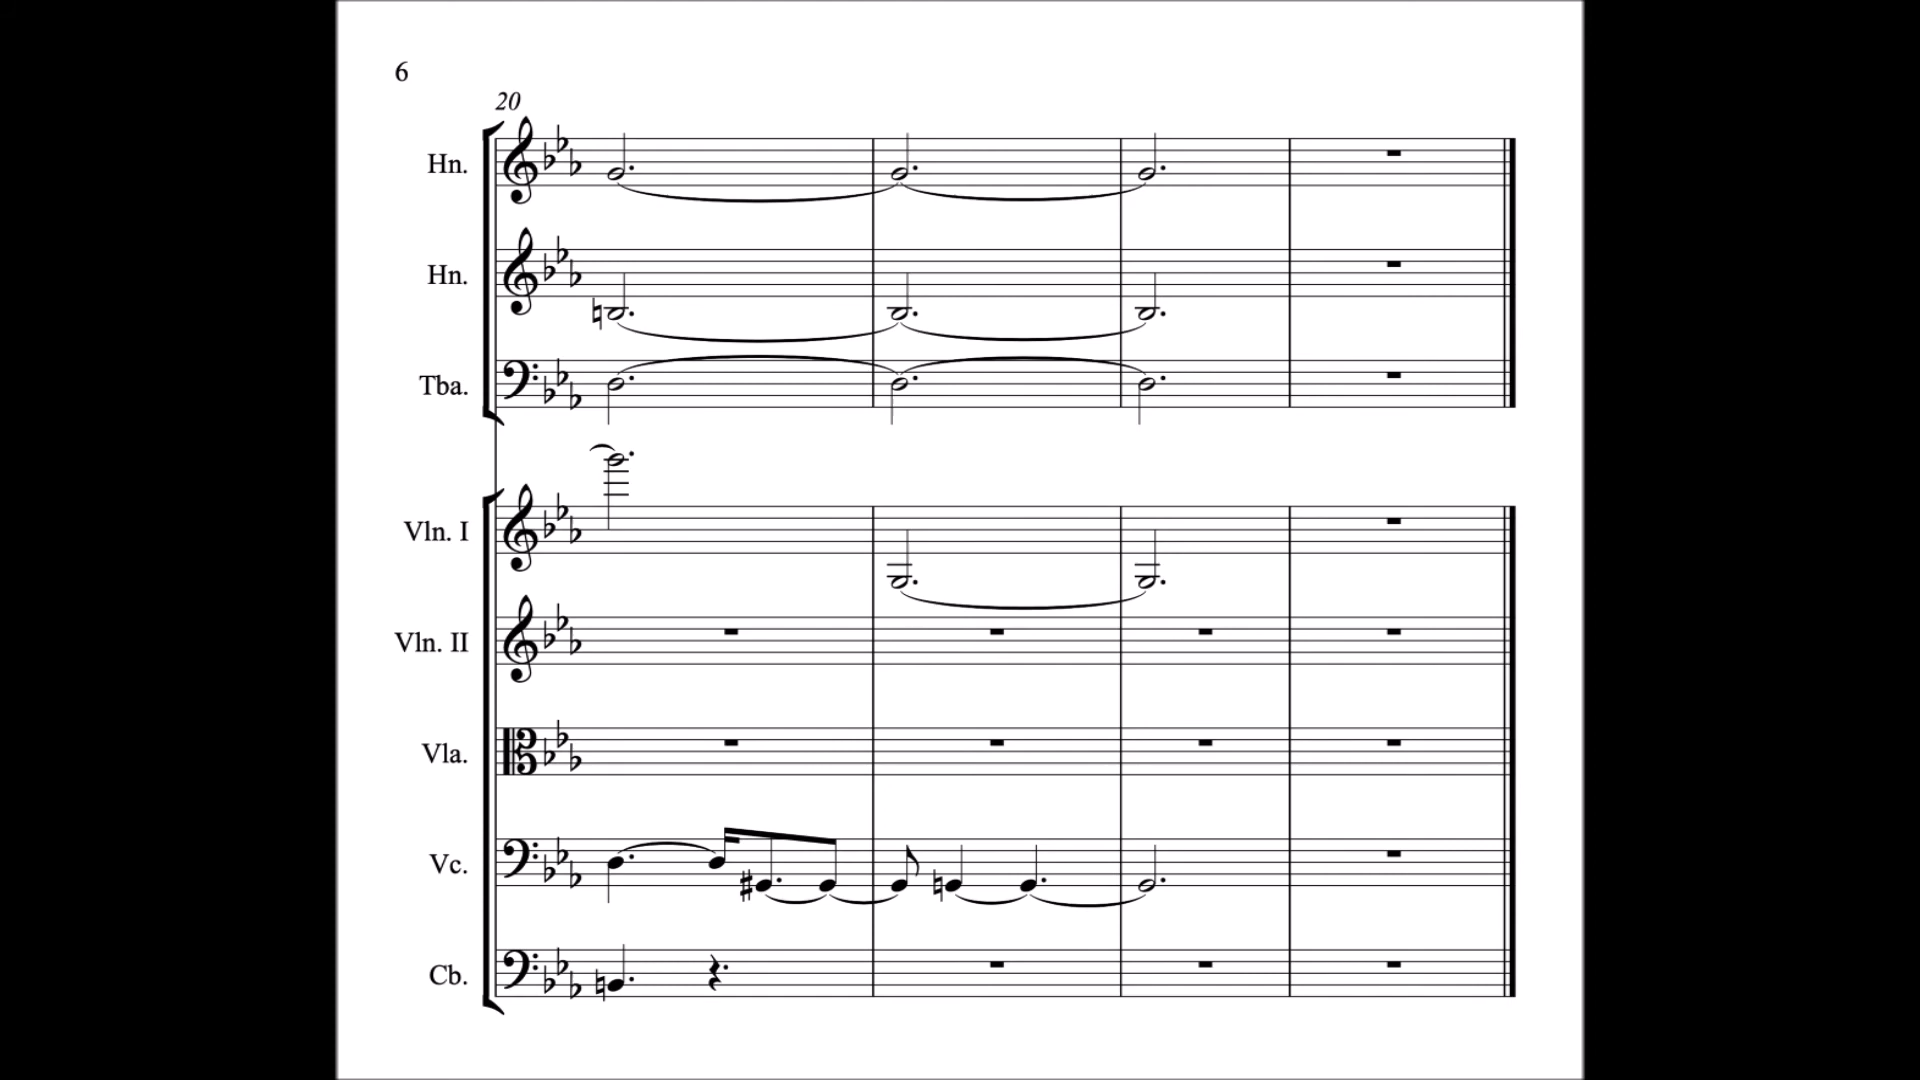 6
20
Hn.
Hn.
Tba.
Vln. I
Vln. II
Vla.
Vc.
Cb.